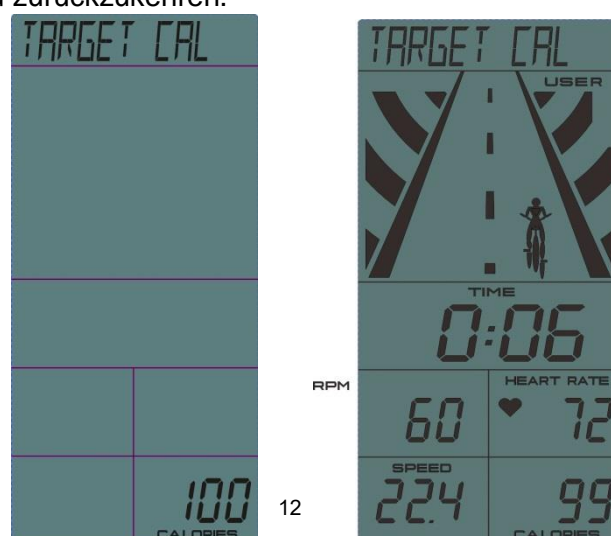 zurückzukehren.
TARGET CAL
100
CALORIES
12
TARGET CAL
USER
TIME
0:06
RPM
60
HEART RATE
72
SPEED
22.4
99
CALORIES